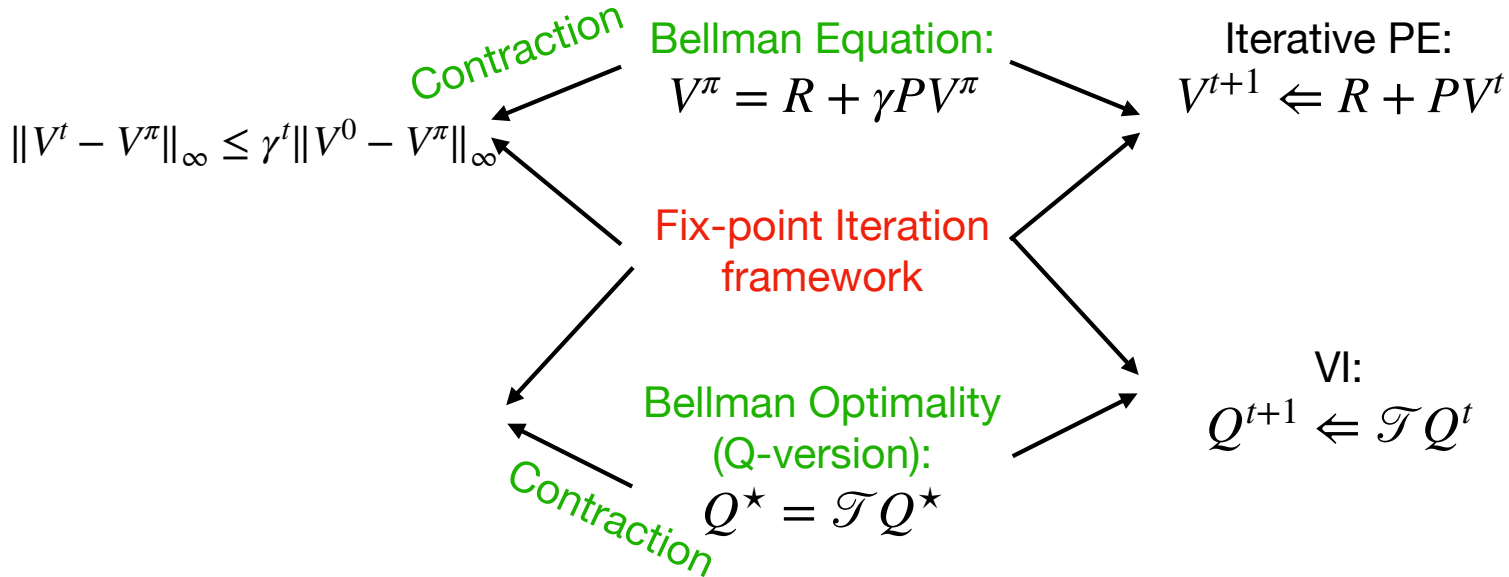 Contraction
Bellman Equation:
V^π = R + γPV^π
Iterative PE:
V^{t+1} ⇐ R + PV^t
‖V^t − V^π‖_∞ ≤ γ^t‖V^0 − V^π‖_∞
Fix-point Iteration
framework
Bellman Optimality
(Q-version):
Q^⋆ = 𝒯Q^⋆
Contraction
VI:
Q^{t+1} ⇐ 𝒯Q^t